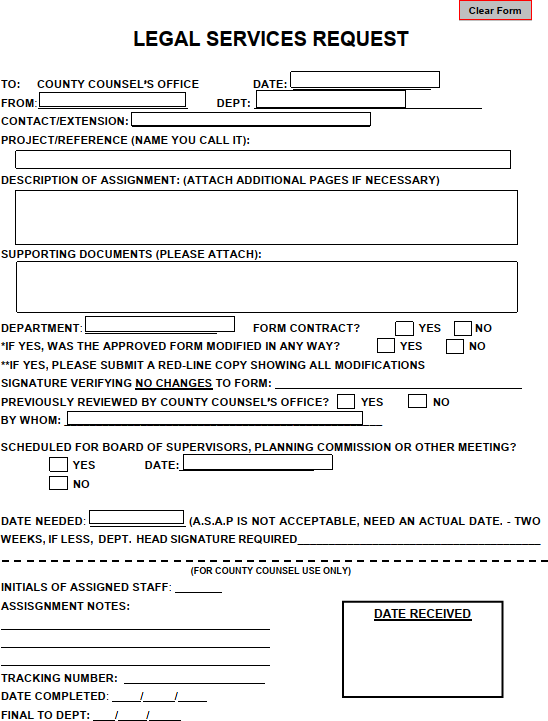 Clear Form
LEGAL SERVICES REQUEST
TO: COUNTY COUNSEL'S OFFICE DATE:
FROM: DEPT:
CONTACT/EXTENSION:
PROJECT/REFERENCE (NAME YOU CALL IT):
DESCRIPTION OF ASSIGNMENT: (ATTACH ADDITIONAL PAGES IF NECESSARY)
SUPPORTING DOCUMENTS (PLEASE ATTACH):
DEPARTMENT: FORM CONTRACT? YES NO
*IF YES, WAS THE APPROVED FORM MODIFIED IN ANY WAY? YES NO
**IF YES, PLEASE SUBMIT A RED-LINE COPY SHOWING ALL MODIFICATIONS
SIGNATURE VERIFYING NO CHANGES TO FORM:
PREVIOUSLY REVIEWED BY COUNTY COUNSEL'S OFFICE? YES NO
BY WHOM:
SCHEDULED FOR BOARD OF SUPERVISORS, PLANNING COMMISSION OR OTHER MEETING?
YES DATE:
NO
DATE NEEDED: (A.S.A.P IS NOT ACCEPTABLE, NEED AN ACTUAL DATE. - TWO
WEEKS, IF LESS, DEPT. HEAD SIGNATURE REQUIRED
(FOR COUNTY COUNSEL USE ONLY)
INITIALS OF ASSIGNED STAFF:
ASSISGNMENT NOTES:
DATE RECEIVED
TRACKING NUMBER:
DATE COMPLETED: ____/_____/____
FINAL TO DEPT: ___/_____/____